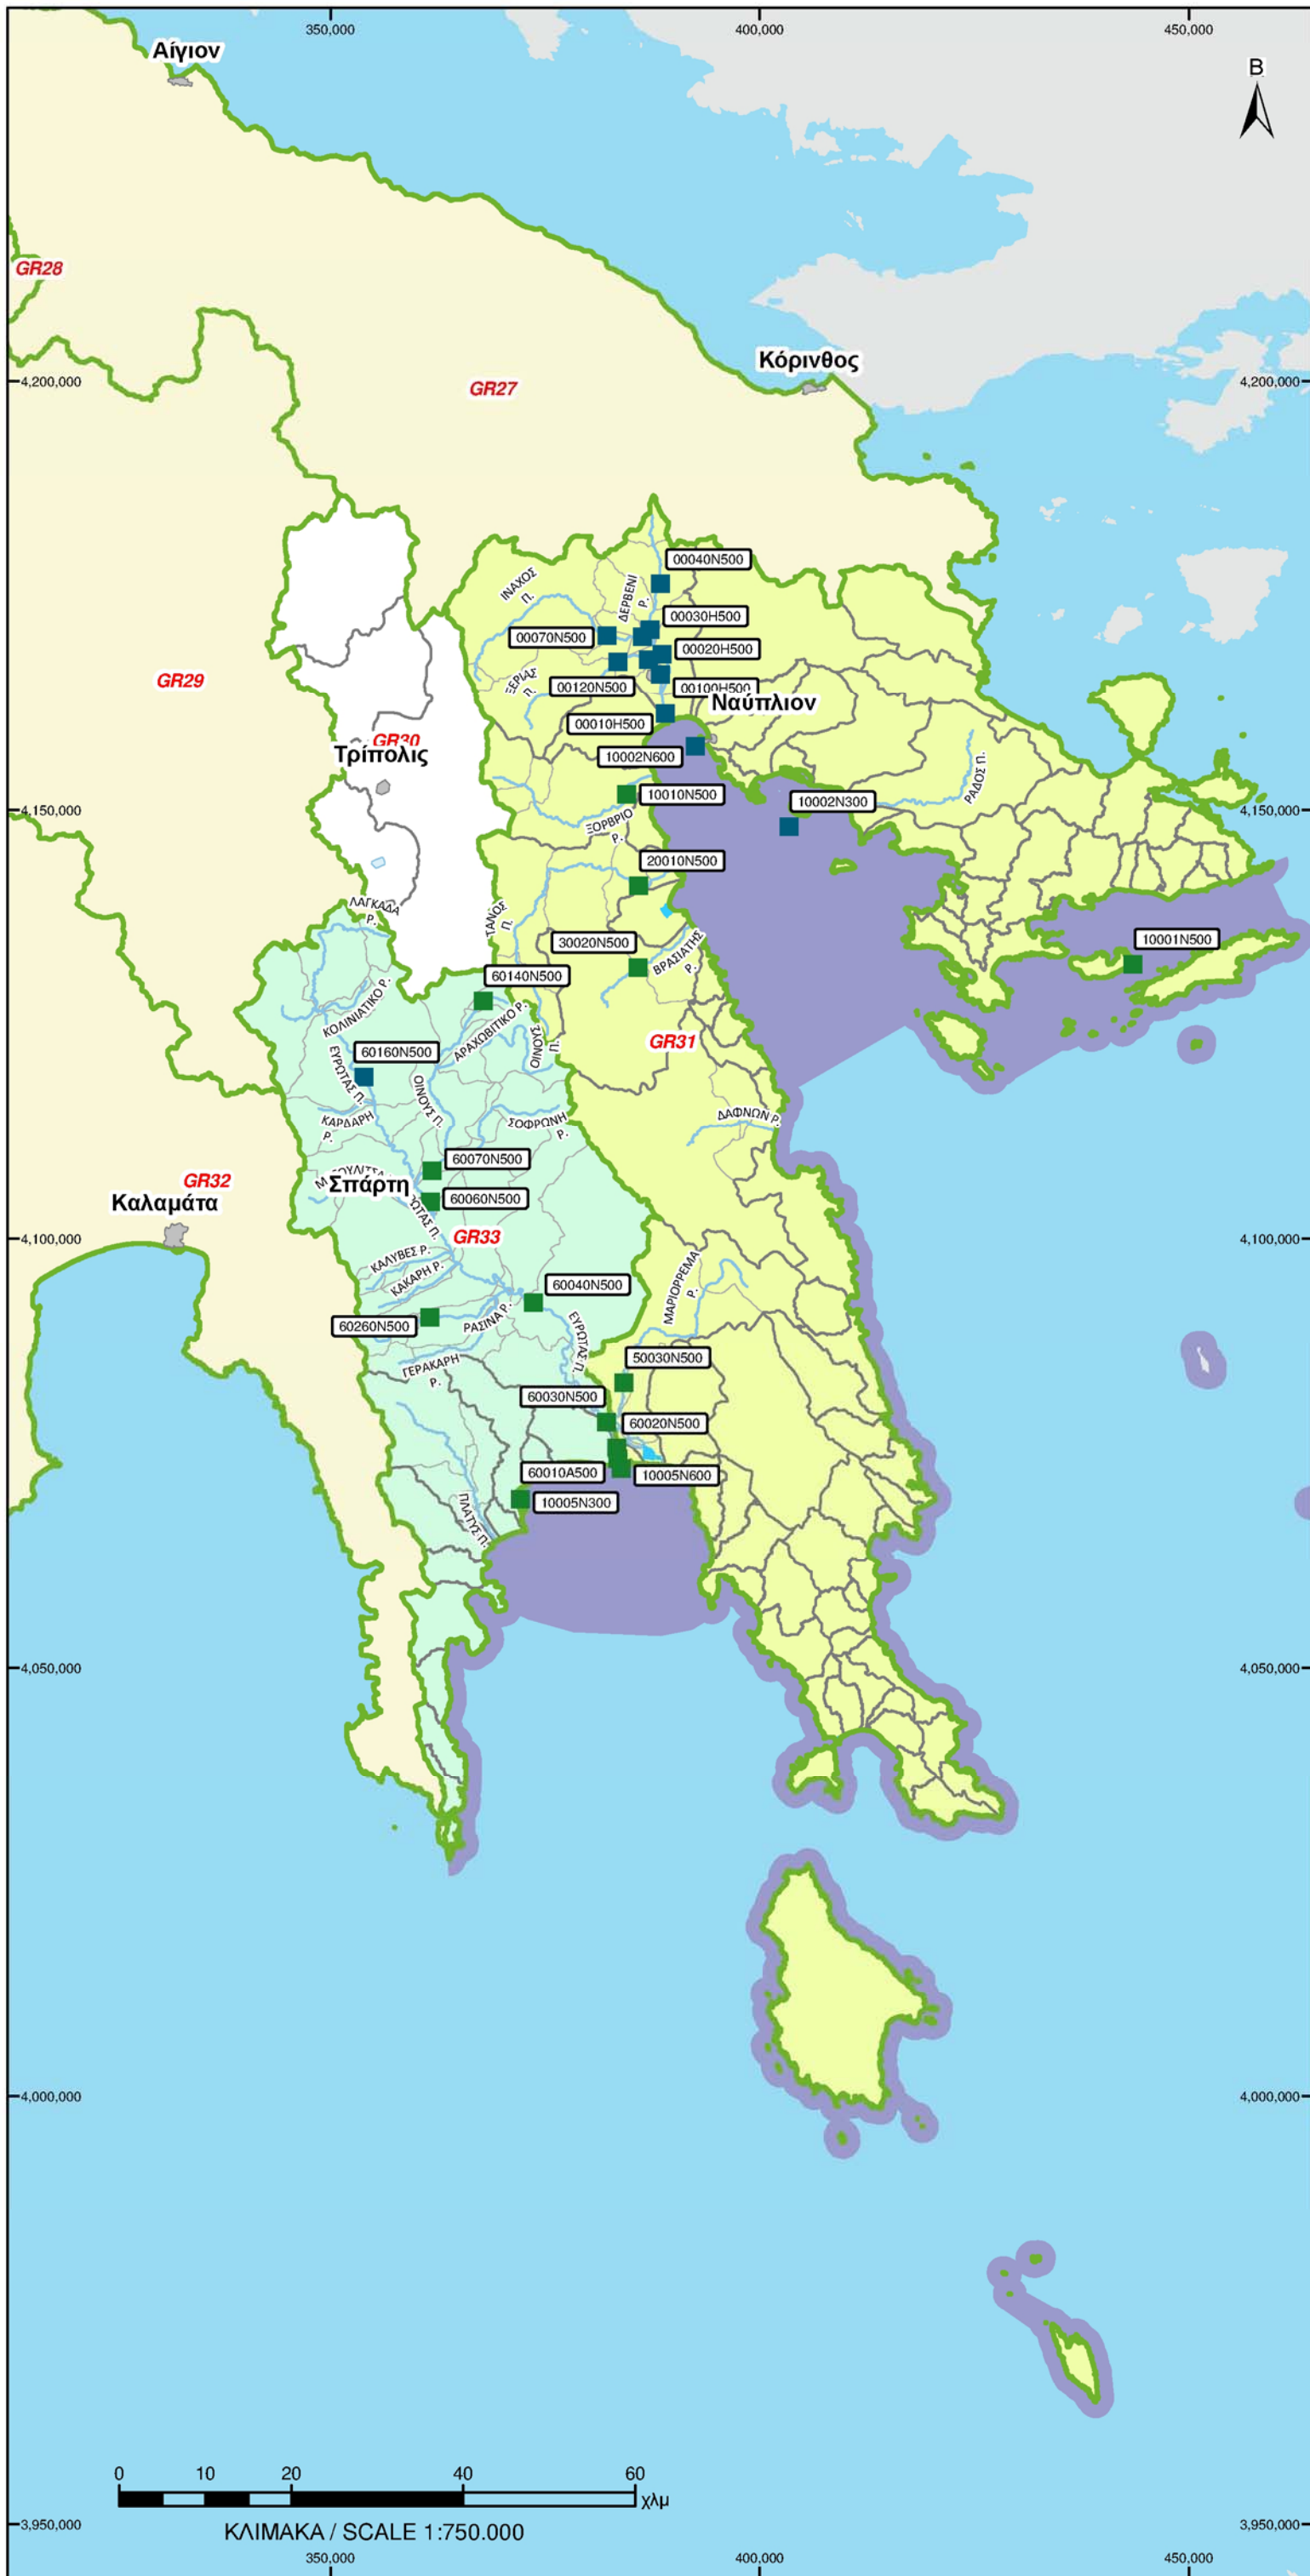 350,000
400,000
450,000
Αίγιον
B
GR28
Κόρινθος
4,200,000
4,200,000
GR27
00040N500
ΙΝΑΧΟΣ
Π.
ΔΕΡΒΕΝΙ
Ρ.
00030H500
00070N500
00020H500
GR29
ΞΕΡΙΑΣ
Π.
00120N500
00100H500
Ναύπλιον
00010H500
GR30
Τρίπολις
10002N600
ΡΑΔΟΣ Π.
10010N500
10002N300
4,150,000
4,150,000
ΞΟΡΒΡΙΟ
Ρ.
20010N500
ΛΑΓΚΑΔΑ
Ρ.
ΤΑΝΟΣ
Π.
30020N500
ΒΡΑΣΙΑΤΗΣ
Ρ.
10001N500
60140N500
ΚΟΛΙΝΙΑΤΙΚΟ Ρ.
ΑΡΑΧΩΒΙΤΙΚΟ Ρ.
ΟΙΝΟΥΣ
Π.
GR31
60160N500
ΕΥΡΩΤΑΣ Π.
ΟΙΝΟΥΣ Π.
ΚΑΡΔΑΡΗ
Ρ.
ΣΟΦΡΩΝΗ
Ρ.
ΔΑΦΝΩΝ Ρ.
60070N500
GR32
Σπάρτη
60060N500
Καλαμάτα
ΡΩΤΑΣ Π.
GR33
4,100,000
4,100,000
ΚΑΛΥΒΕΣ Ρ.
ΚΑΚΑΡΗ Ρ.
60040N500
ΜΑΡΙΟΡΡΕΜΑ
Ρ.
60260N500
ΡΑΣΙΝΑ Ρ.
ΕΥΡΩΤΑΣ Π.
ΓΕΡΑΚΑΡΗ
Ρ.
50030N500
60030N500
60020N500
60010A500
10005N600
10005N300
ΠΛΑΤΥΣ Π.
4,050,000
4,050,000
4,000,000
4,000,000
0
10
20
40
60
χλμ
ΚΛΙΜΑΚΑ / SCALE 1:750.000
3,950,000
3,950,000
350,000
400,000
450,000